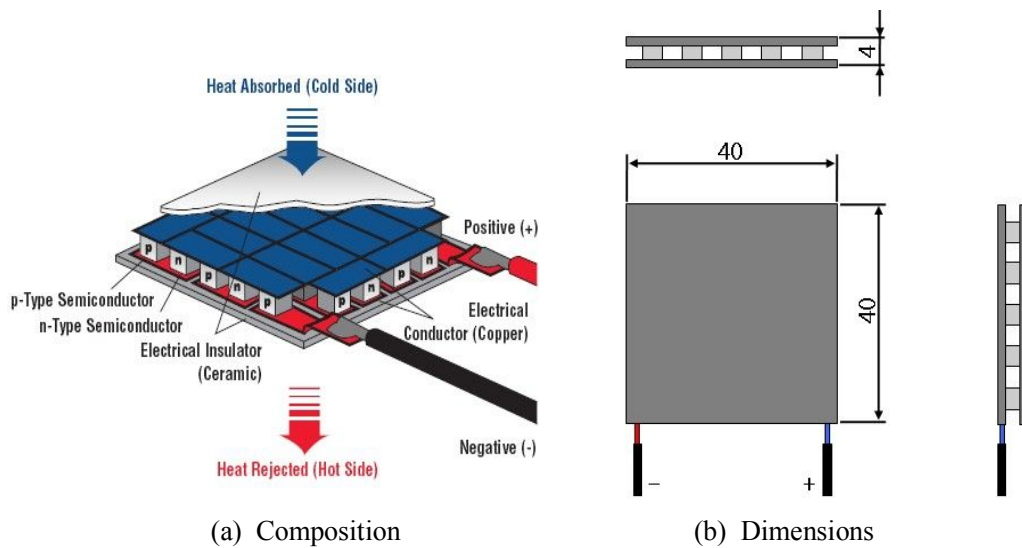 Heat Absorbed (Cold Side)
Positive (+)
p
n
p
n
p
n
p
p
n
p
n
p-Type Semiconductor
n-Type Semiconductor
Electrical Insulator
(Ceramic)
Electrical
Conductor (Copper)
Negative (-)
Heat Rejected (Hot Side)
4
40
40
−
+
(a) Composition
(b) Dimensions